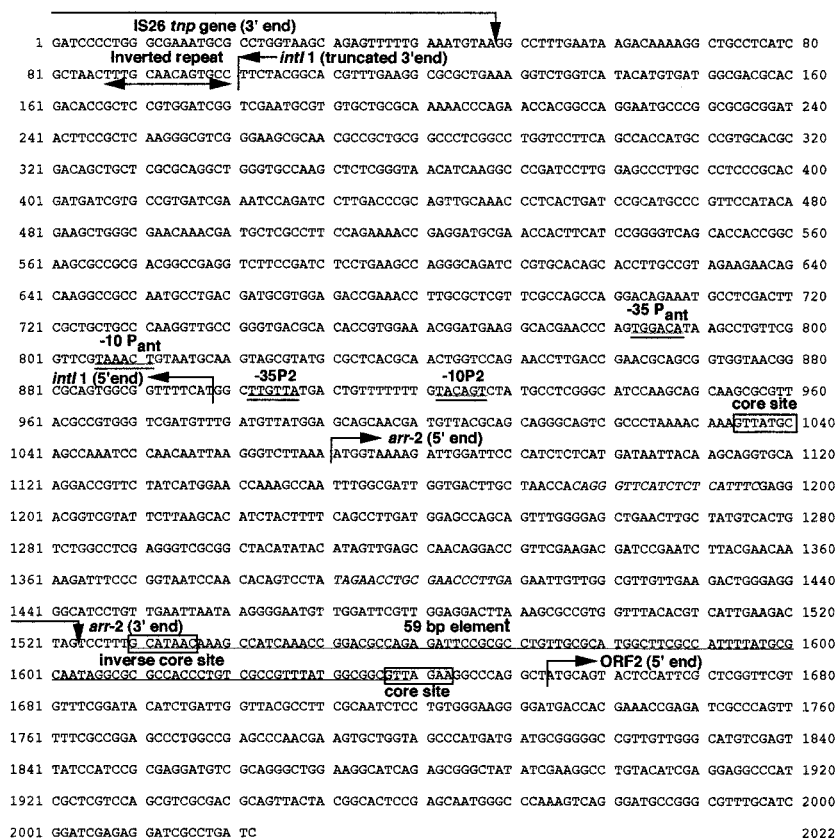 IS26 tnp gene (3' end)
1 GATCCCCTGG GCGAAATGCG CCTGGTAAGC AGAGTTTTTG AAATGTAAGG CCTTTGAATA AGACAAAAGG CTGCCTCATC 80
Inverted repeat intI 1 (truncated 3'end)
81 GCTAACTTTG CAACAGTGCC TTCTACGGCA CGTTTGAAGG CGCGCTGAAA GGTCTGGTCA TACATGTGAT GGCGACGCAC 160
161 GACACCGCTC CGTGGATCGG TCGAATGCGT GTGCTGCGCA AAAACCCAGA ACCACGGCCA GGAATGCCCG GCGCGCGGAT 240
241 ACTTCCGCTC AAGGGCGTCG GGAAGCGCAA CGCCGCTGCG GCCCTCGGCC TGGTCCTTCA GCCACCATGC CCGTGCACGC 320
321 GACAGCTGCT CGCGCAGGCT GGGTGCCAAG CTCTCGGGTA ACATCAAGGC CCGATCCTTG GAGCCCTTGC CCTCCCGCAC 400
401 GATGATCGTG CCGTGATCGA AATCCAGATC CTTGACCCGC AGTTGCAAAC CCTCACTGAT CCGCATGCCC GTTCCATACA 480
481 GAAGCTGGGC GAACAAACGA TGCTCGCCTT CCAGAAAACC GAGGATGCGA ACCACTTCAT CCGGGGTCAG CACCACCGGC 560
561 AAGCGCCGCG ACGGCCGAGG TCTTCCGATC TCCTGAAGCC AGGGCAGATC CGTGCACAGC ACCTTGCCGT AGAAGAACAG 640
641 CAAGGCCGCC AATGCCTGAC GATGCGTGGA GACCGAAACC TTGCGCTCGT TCGCCAGCCA GGACAGAAAT GCCTCGACTT 720
-35 Pant
721 CGCTGCTGCC CAAGGTTGCC GGGTGACGCA CACCGTGGAA ACGGATGAAG GCACGAACCC AGTGGACATA AGCCTGTTCG 800
-10 Pant
801 GTTCGTAAAC TGTAATGCAA GTAGCGTATG CGCTCACGCA ACTGGTCCAG AACCTTGACC GAACGCAGCG GTGGTAACGG 880
intI 1 (5'end) -35P2 -10P2
881 CGCAGTGGCG GTTTTCATGG CTTGTTATGA CTGTTTTTTT GTACAGTCTA TGCCTCGGGC ATCCAAGCAG CAAGCGCGTT 960
core site
961 ACGCCGTGGG TCGATGTTTG ATGTTATGGA GCAGCAACGA TGTTACGCAG CAGGGCAGTC GCCCTAAAAC AAAGTTATGC 1040
arr-2 (5' end)
1041 AGCCAAATCC CAACAATTAA GGGTCTTAAA ATGGTAAAAG ATTGGATTCC CATCTCTCAT GATAATTACA AGCAGGTGCA 1120
1121 AGGACCGTTC TATCATGGAA CCAAAGCCAA TTTGGCGATT GGTGACTTGC TAACCACAGG GTTCATCTCT CATTTCGAGG 1200
1201 ACGGTCGTAT TCTTAAGCAC ATCTACTTTT CAGCCTTGAT GGAGCCAGCA GTTTGGGGAG CTGAACTTGC TATGTCACTG 1280
1281 TCTGGCCTCG AGGGTCGCGG CTACATATAC ATAGTTGAGC CAACAGGACC GTTCGAAGAC GATCCGAATC TTACGAACAA 1360
1361 AAGATTTCCC GGTAATCCAA CACAGTCCTA TAGAACCTGC GAACCCTTGA GAATTGTTGG CGTTGTTGAA GACTGGGAGG 1440
1441 GGCATCCTGT TGAATTAATA AGGGGAATGT TGGATTCGTT GGAGGACTTA AAGCGCCGTG GTTTACACGT CATTGAAGAC 1520
arr-2 (3' end) 59 bp element
1521 TAGTCCTTTG CATAACAAAG CCATCAAACC GGACGCCAGA GATTCCGCGC CTGTTGCGCA TGGCTTCGCC ATTTTATGCG 1600
inverse core site ORF2 (5' end)
1601 CAATAGGCGC GCCACCCTGT CGCCGTTTAT GGCGGCGTTA GAAGGCCCAG GCTATGCAGT ACTCCATTCG CTCGGTTCGT 1680
core site
1681 GTTTCGGATA CATCTGATTG GTTACGCCTT CGCAATCTCC TGTGGGAAGG GGATGACCAC GAAACCGAGA TCGCCCAGTT 1760
1761 TTTCGCCGGA GCCCTGGCCG AGCCCAACGA AGTGCTGGTA GCCCATGATG ATGCGGGGGC CGTTGTTGGG CATGTCGAGT 1840
1841 TATCCATCCG CGAGGATGTC GCAGGGCTGG AAGGCATCAG AGCGGGCTAT ATCGAAGGCC TGTACATCGA GGAGGCCCAT 1920
1921 CGCTCGTCCA GCGTCGCGAC GCAGTTACTA CGGCACTCCG AGCAATGGGC CCAAAGTCAG GGATGCCGGG CGTTTGCATC 2000
2001 GGATCGAGAG GATCGCCTGA TC 2022